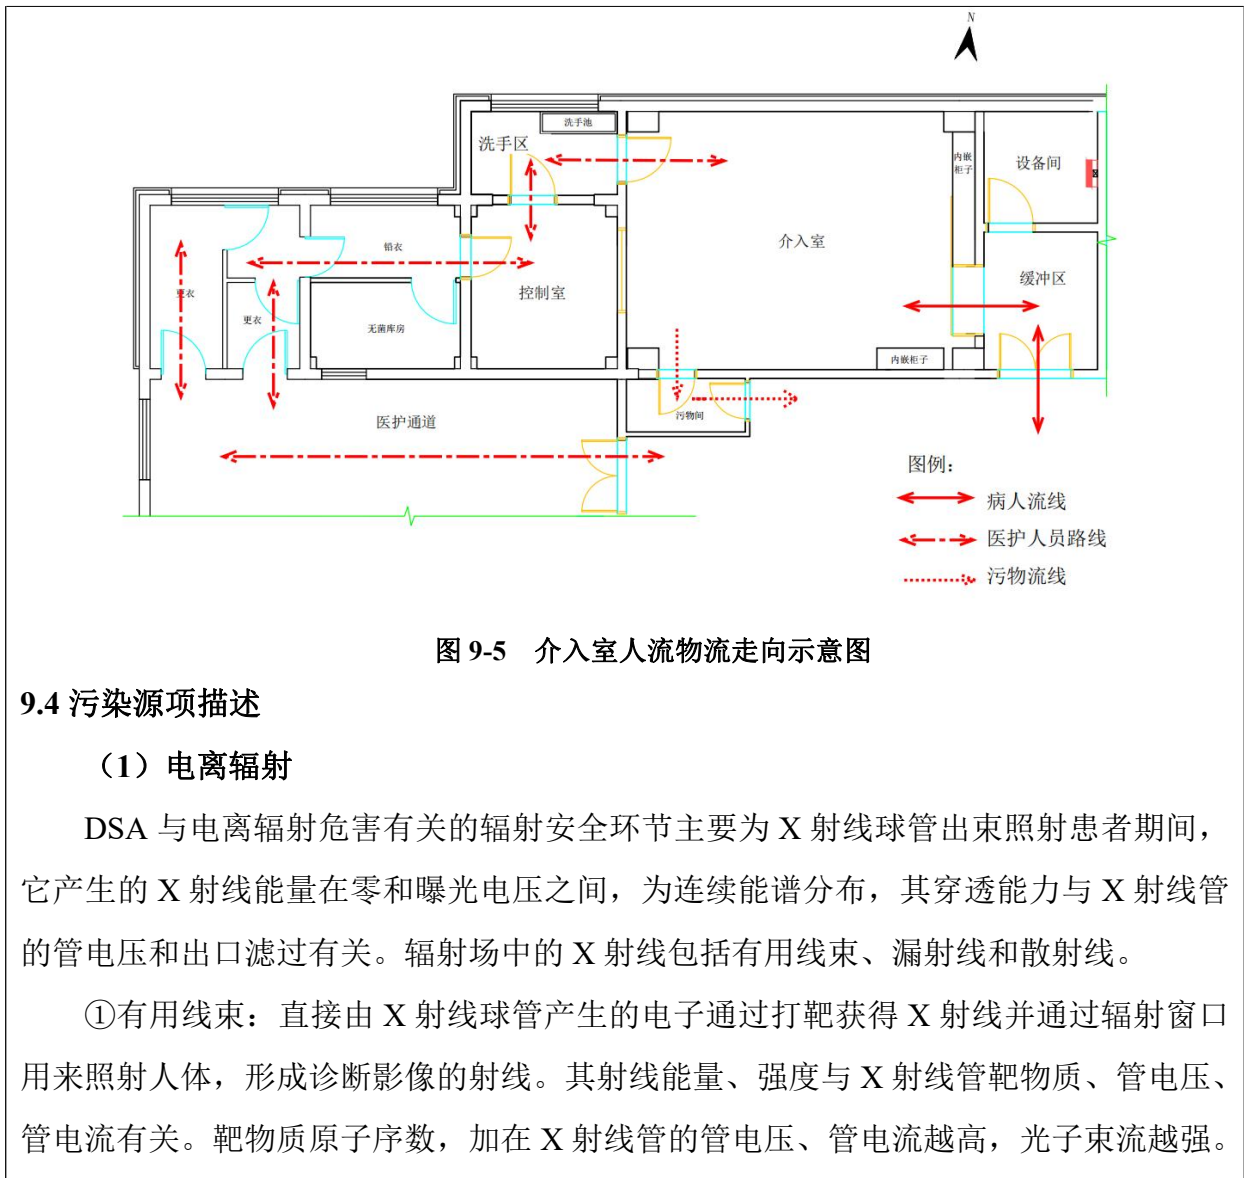 N
洗手池
洗手区
内嵌
柜子
设备间
介入室
铅衣
缓冲区
控制室
更衣
更衣
无菌库房
内嵌柜子
污物间
医护通道
图例：
病人流线
医护人员路线
污物流线
图 9-5 介入室人流物流走向示意图
9.4 污染源项描述
（1）电离辐射
DSA 与电离辐射危害有关的辐射安全环节主要为 X 射线球管出束照射患者期间，
它产生的 X 射线能量在零和曝光电压之间，为连续能谱分布，其穿透能力与 X 射线管
的管电压和出口滤过有关。辐射场中的 X 射线包括有用线束、漏射线和散射线。
①有用线束：直接由 X 射线球管产生的电子通过打靶获得 X 射线并通过辐射窗口
用来照射人体，形成诊断影像的射线。其射线能量、强度与 X 射线管靶物质、管电压、
管电流有关。靶物质原子序数，加在 X 射线管的管电压、管电流越高，光子束流越强。